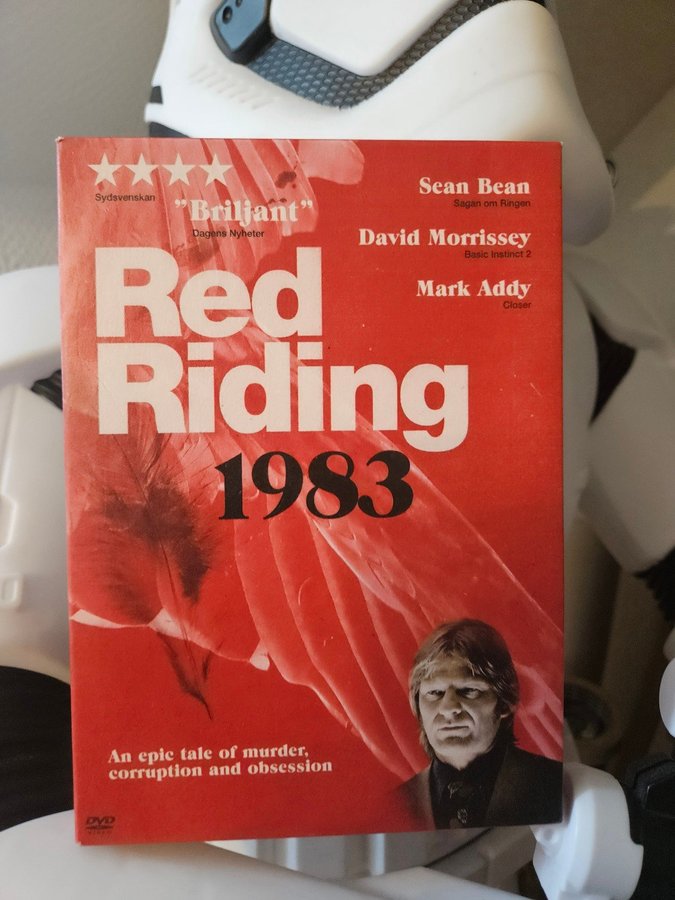 ★★★★
Sydsvenskan
"Briljant"
Dagens Nyheter
Sean Bean
Sagan om Ringen
David Morrissey
Basic Instinct 2
Mark Addy
Closer
Red
Riding
1983
An epic tale of murder,
corruption and obsession
DVD
VIDEO